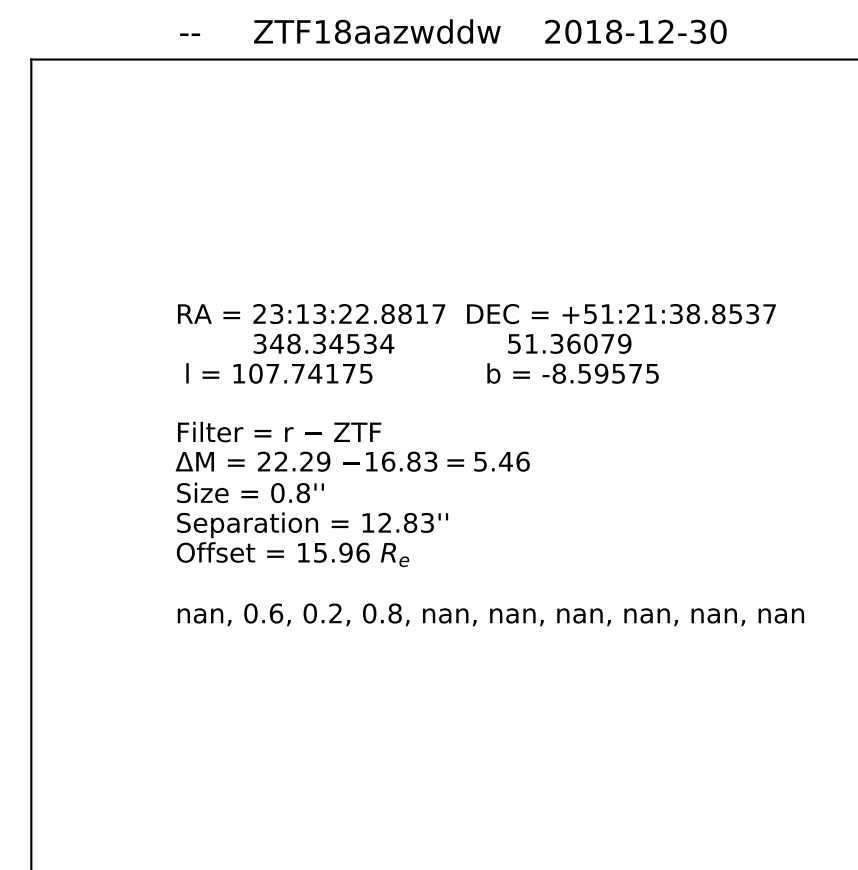 -- ZTF18aazwddw 2018-12-30
RA = 23:13:22.8817 DEC = +51:21:38.8537
348.34534 51.36079
l = 107.74175 b = -8.59575
Filter = r − ZTF
ΔM = 22.29 −16.83 = 5.46
Size = 0.8''
Separation = 12.83''
Offset = 15.96 Re
nan, 0.6, 0.2, 0.8, nan, nan, nan, nan, nan, nan